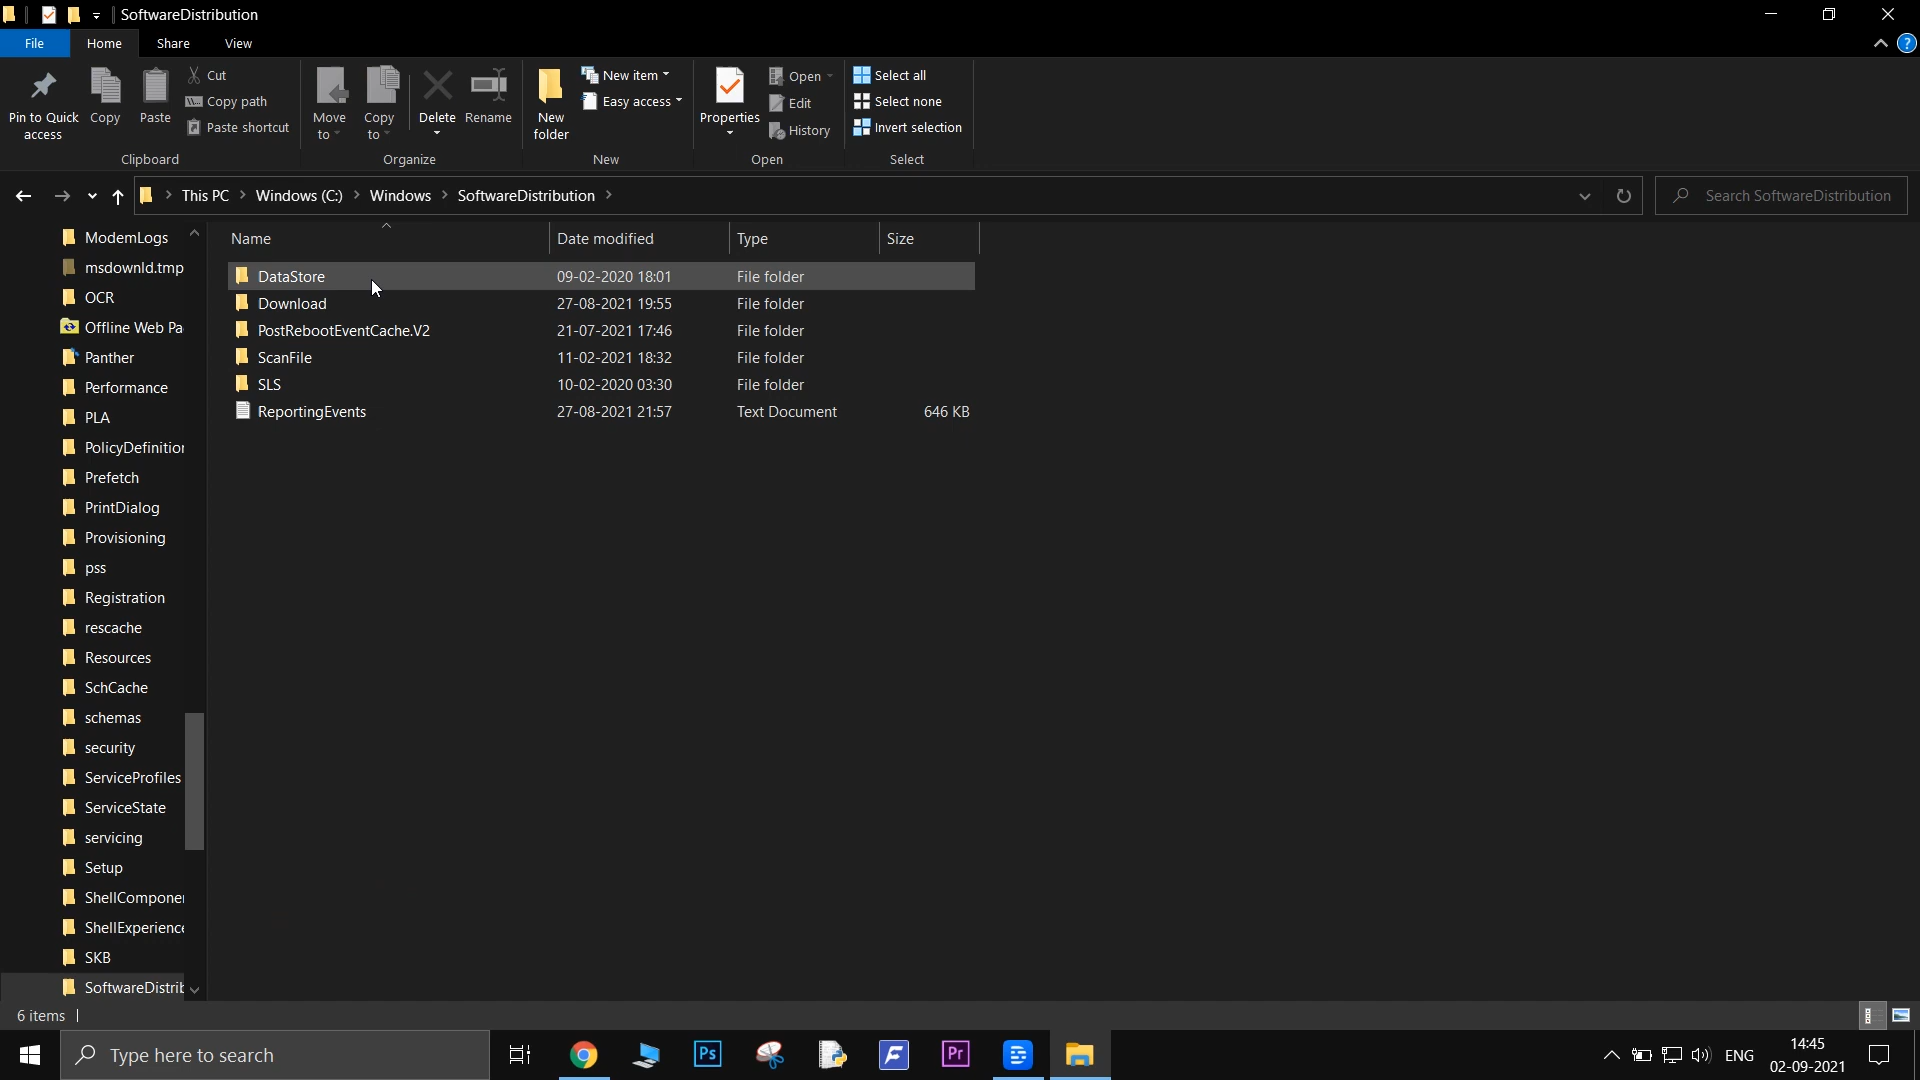 SoftwareDistribution
File Home Share View
Pin to Quick access
Copy
Paste
Cut
Copy path
Paste shortcut
Clipboard
Move to
Copy to
Delete
Rename
Organize
New folder
New item
Easy access
New
Properties
Open
Edit
History
Open
Select all
Select none
Invert selection
Select
This PC > Windows (C:) > Windows > SoftwareDistribution >
Search SoftwareDistribution
ModemLogs
msdownld.tmp
OCR
Offline Web Pa
Panther
Performance
PLA
PolicyDefinition
Prefetch
PrintDialog
Provisioning
pss
Registration
rescache
Resources
SchCache
schemas
security
ServiceProfiles
ServiceState
servicing
Setup
ShellComponen
ShellExperience
SKB
SoftwareDistrib
Name Date modified Type Size
DataStore 09-02-2020 18:01 File folder
Download 27-08-2021 19:55 File folder
PostRebootEventCache.V2 21-07-2021 17:46 File folder
ScanFile 11-02-2021 18:32 File folder
SLS 10-02-2020 03:30 File folder
ReportingEvents 27-08-2021 21:57 Text Document 646 KB
6 items
Type here to search
Ps
Pr
ENG
14:45
02-09-2021